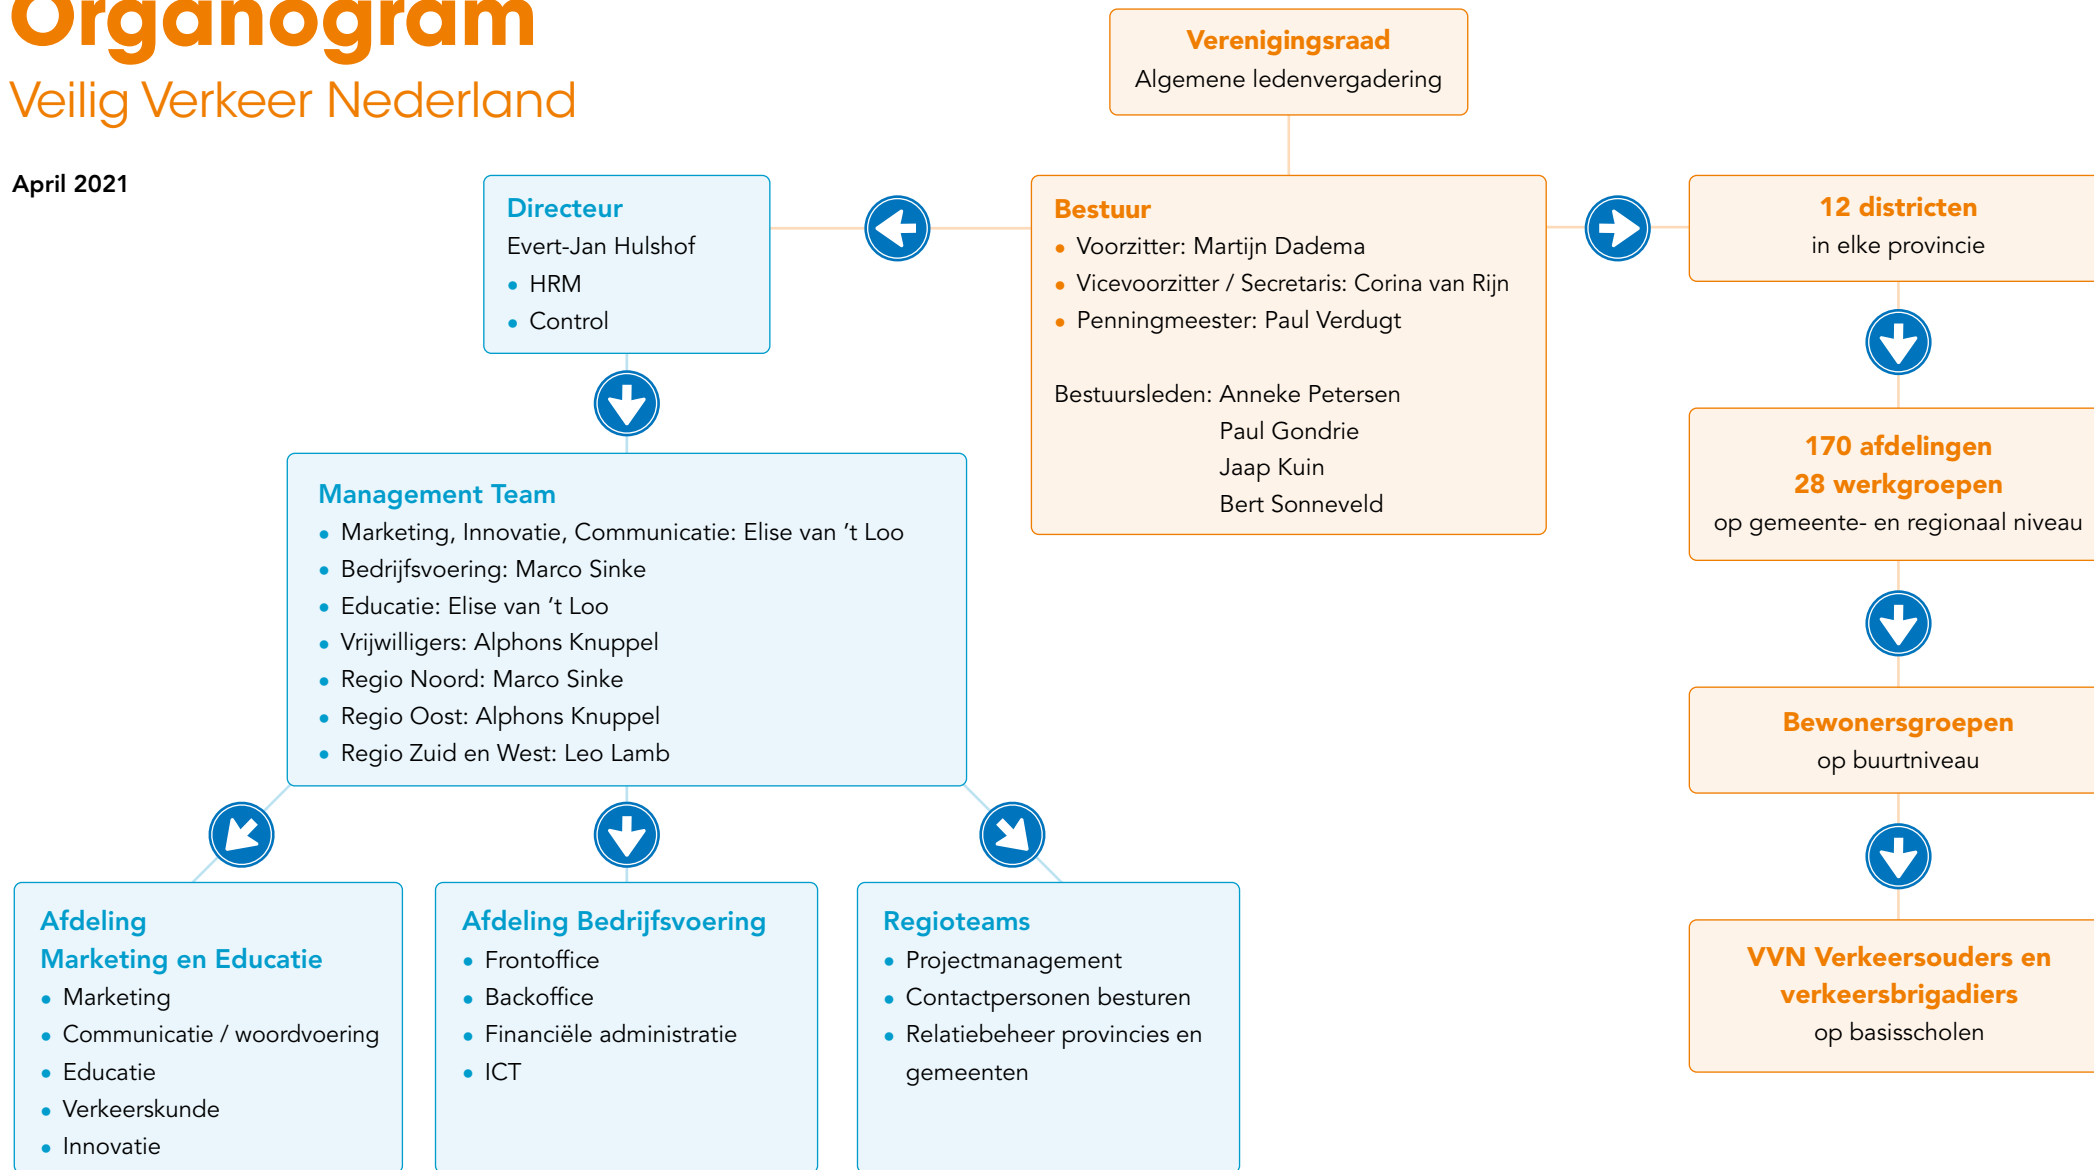 Organogram
Veilig Verkeer Nederland
April 2021
Verenigingsraad
Algemene ledenvergadering
Directeur
Evert-Jan Hulshof
• HRM
• Control
Bestuur
• Voorzitter: Martijn Dadema
• Vicevoorzitter / Secretaris: Corina van Rijn
• Penningmeester: Paul Verdugt
Bestuursleden: Anneke Petersen
Paul Gondrie
Jaap Kuin
Bert Sonneveld
12 districten
in elke provincie
170 afdelingen
28 werkgroepen
op gemeente- en regionaal niveau
Bewonersgroepen
op buurtniveau
VVN Verkeersouders en
verkeersbrigadiers
op basisscholen
Management Team
• Marketing, Innovatie, Communicatie: Elise van ’t Loo
• Bedrijfsvoering: Marco Sinke
• Educatie: Elise van ‘t Loo
• Vrijwilligers: Alphons Knuppel
• Regio Noord: Marco Sinke
• Regio Oost: Alphons Knuppel
• Regio Zuid en West: Leo Lamb
Afdeling
Marketing en Educatie
• Marketing
• Communicatie / woordvoering
• Educatie
• Verkeerskunde
• Innovatie
Afdeling Bedrijfsvoering
• Frontoffice
• Backoffice
• Financiële administratie
• ICT
Regioteams
• Projectmanagement
• Contactpersonen besturen
• Relatiebeheer provincies en
gemeenten